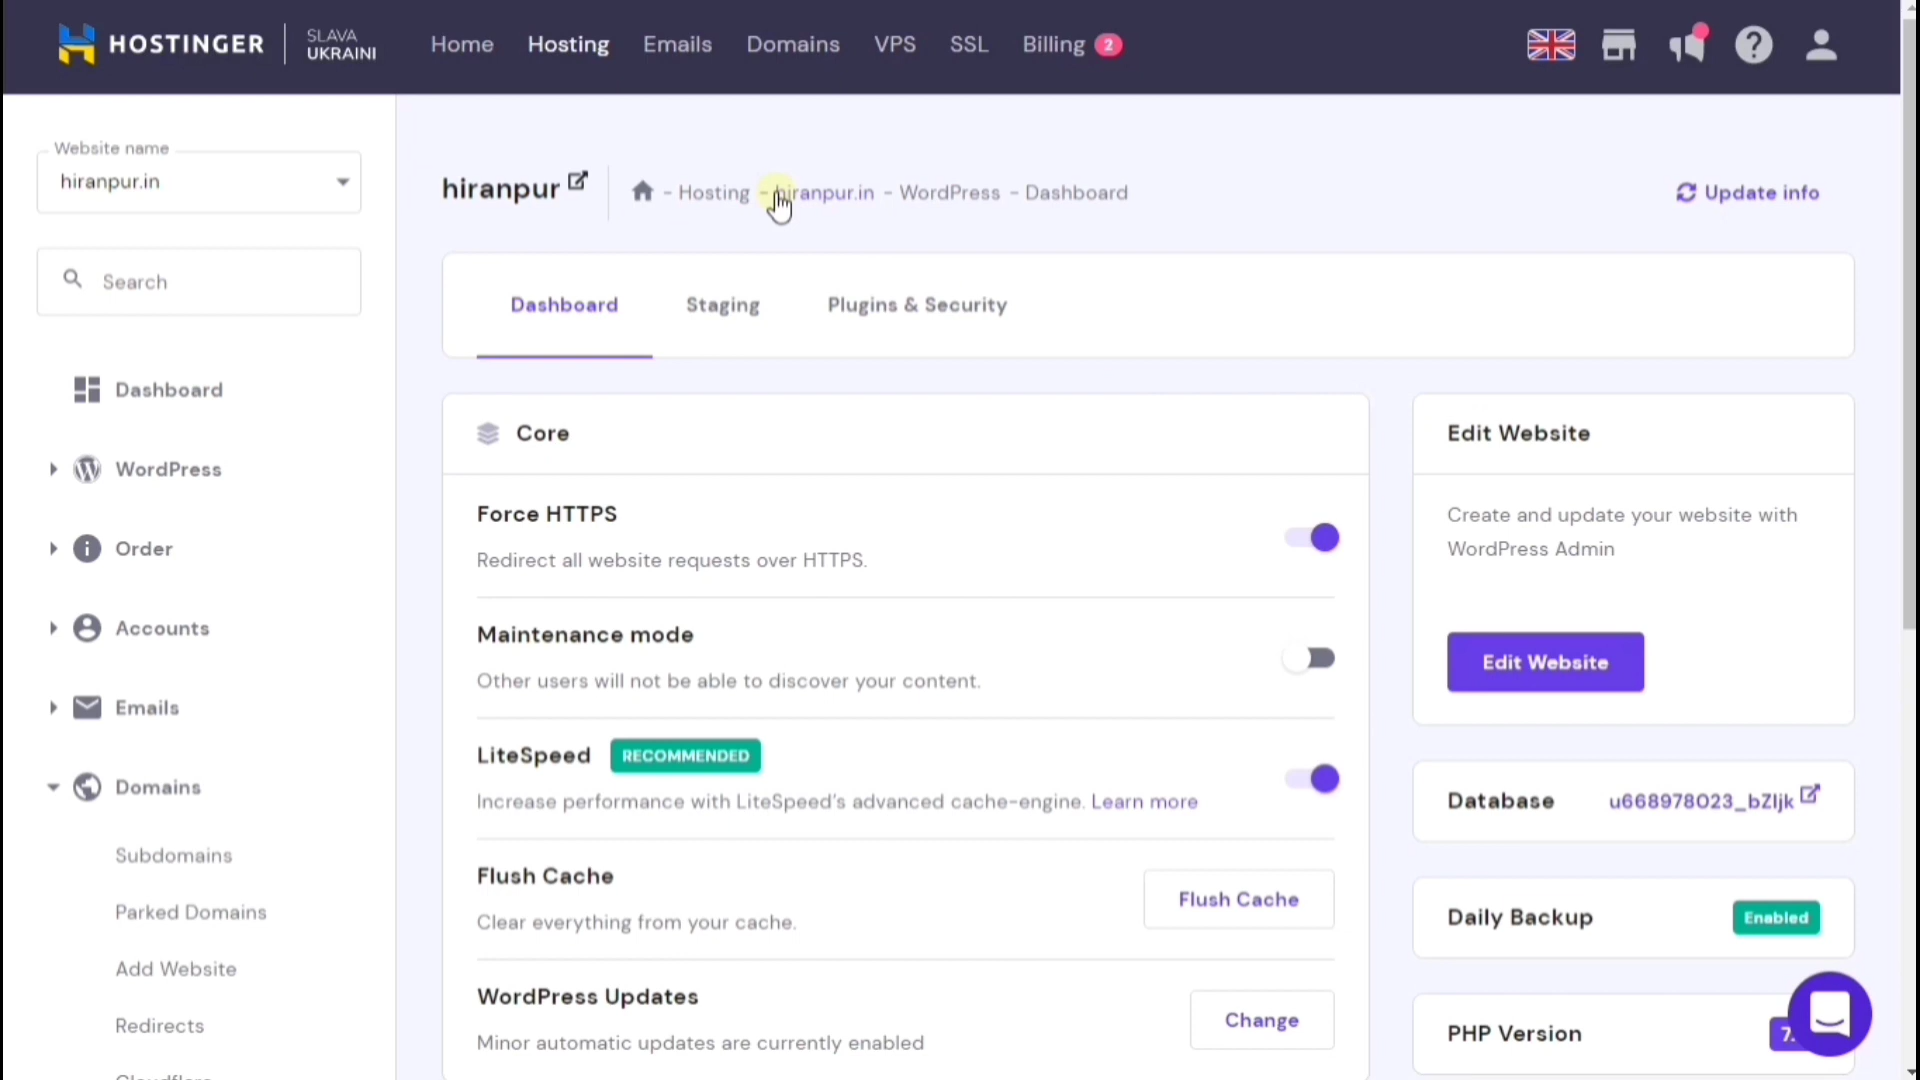 HOSTINGER
SLAVA
UKRAINI
Home
Hosting
Emails
Domains
VPS
SSL
Billing 2
Website name
hiranpur.in
Search
Dashboard
WordPress
Order
Accounts
Emails
Domains
Subdomains
Parked Domains
Add Website
Redirects
hiranpur
- Hosting - hiranpur.in - WordPress - Dashboard
Update info
Dashboard
Staging
Plugins & Security
Core
Force HTTPS
Redirect all website requests over HTTPS.
Maintenance mode
Other users will not be able to discover your content.
LiteSpeed RECOMMENDED
Increase performance with LiteSpeed's advanced cache-engine. Learn more
Flush Cache
Clear everything from your cache.
Flush Cache
WordPress Updates
Minor automatic updates are currently enabled
Change
Edit Website
Create and update your website with
WordPress Admin
Edit Website
Database
Daily Backup
Enabled
PHP Version